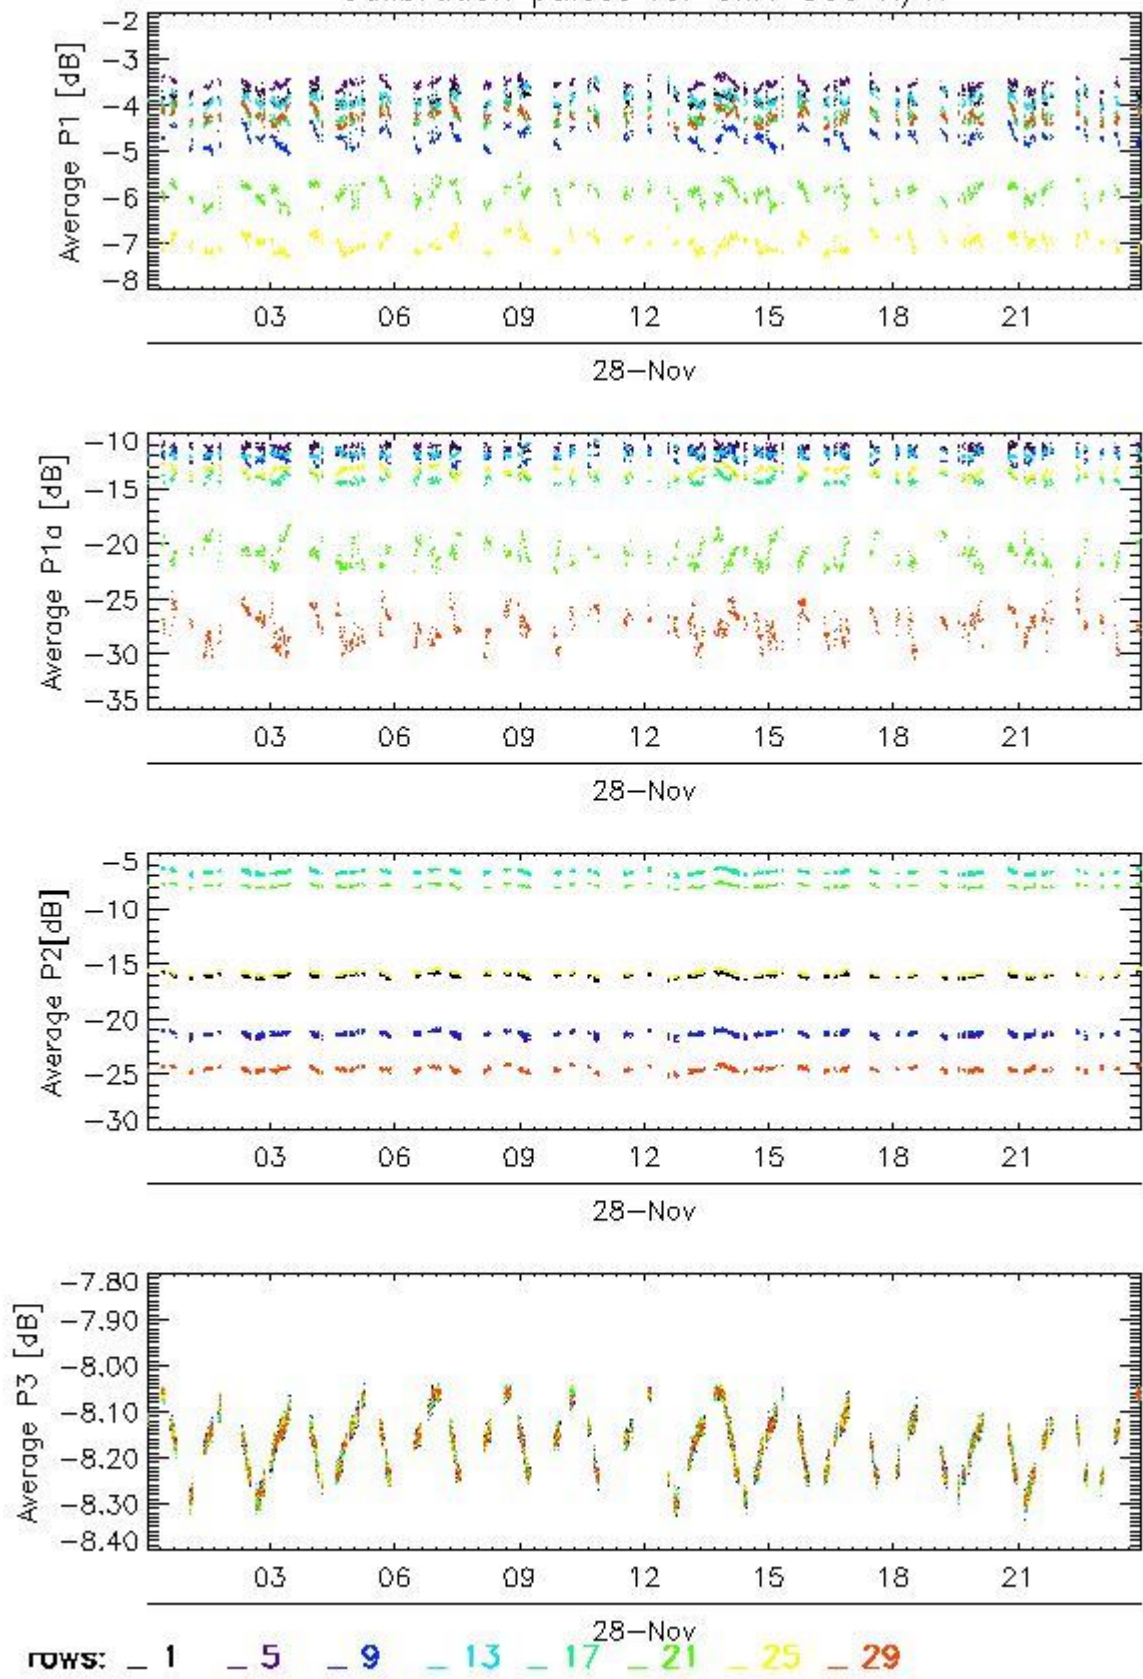 −2
−3
−4
−5
−6
−7
−8
Average P1 [dB]
03 06 09 12 15 18 21
28−Nov
−10
−15
−20
−25
−30
−35
Average P1a [dB]
03 06 09 12 15 18 21
28−Nov
−5
−10
−15
−20
−25
−30
Average P2[dB]
03 06 09 12 15 18 21
28−Nov
−7.80
−7.90
−8.00
−8.10
−8.20
−8.30
−8.40
Average P3 [dB]
03 06 09 12 15 18 21
28−Nov
rows: _ 1 _ 5 _ 9 _ 13 _ 17 _ 21 _ 25 _ 29